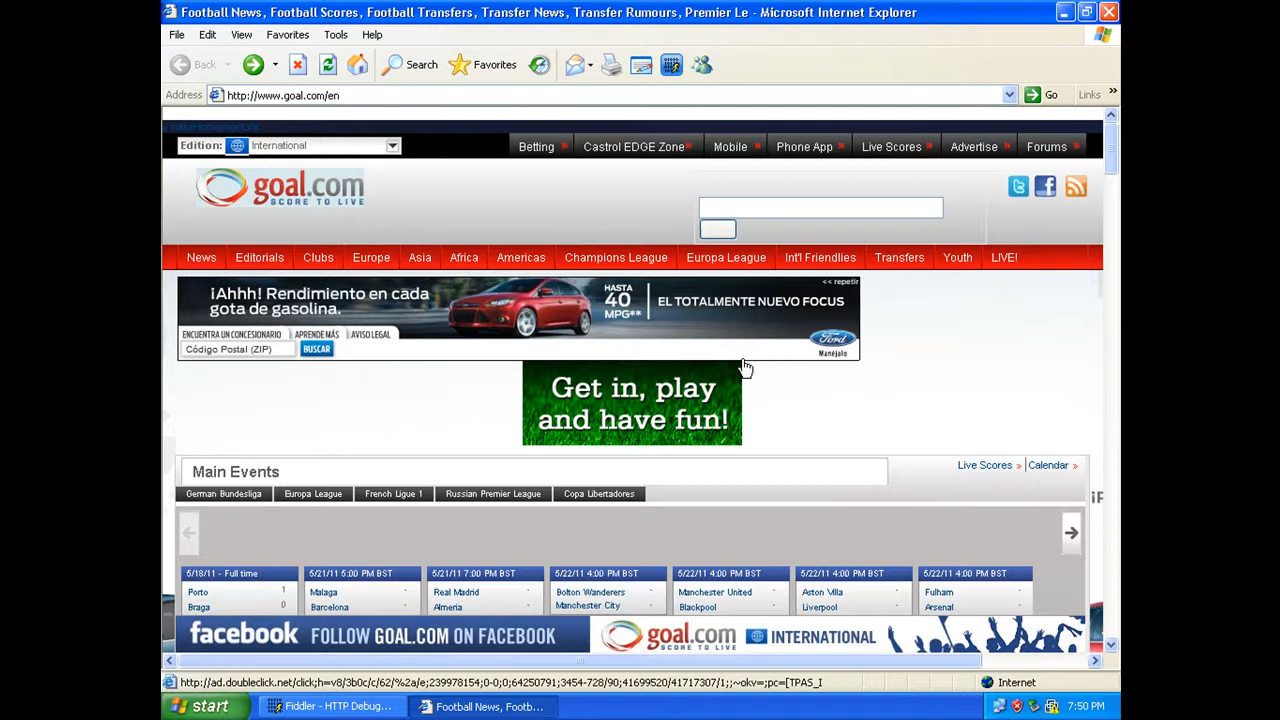 Football News, Football Scores, Football Transfers, Transfer News, Transfer Rumours, Premier Le - Microsoft Internet Explorer
File Edit View Favorites Tools Help
Back Search Favorites
Address http://www.goal.com/en Go Links
Edition: International Betting Castrol EDGE Zone Mobile Phone App Live Scores Advertise Forums
goal.com
SCORE TO LIVE
News Editorials Clubs Europe Asia Africa Americas Champions League Europa League Int'l Friendlies Transfers Youth LIVE!
<< repetir
¡Ahhh! Rendimiento en cada
gota de gasolina.
HASTA
40
MPG**
EL TOTALMENTE NUEVO FOCUS
ENCUENTRA UN CONCESIONARIO APRENDE MÁS AVISO LEGAL
Código Postal (ZIP) BUSCAR
Ford
Manéjalo
Get in, play
and have fun!
Main Events
Live Scores » Calendar »
German Bundesliga Europa League French Ligue 1 Russian Premier League Copa Libertadores
5/18/11 - Full time 5/21/11 5:00 PM BST 5/21/11 7:00 PM BST 5/22/11 4:00 PM BST 5/22/11 4:00 PM BST 5/22/11 4:00 PM BST 5/22/11 4:00 PM BST
Porto 1 Malaga - Real Madrid - Bolton Wanderers - Manchester United - Aston Villa - Fulham -
Braga 0 Barcelona - Almeria - Manchester City - Blackpool - Liverpool - Arsenal -
facebook FOLLOW GOAL.COM ON FACEBOOK goal.com SCORE TO LIVE INTERNATIONAL
http://ad.doubleclick.net/click;h=v8/3b0c/c/62/%2a/e;239978154;0-0;0;64250791;3454-728/90;41699520/41717307/1;;~okv=;pc=[TPAS_I Internet
start Fiddler - HTTP Debug... Football News, Footb... 7:50 PM